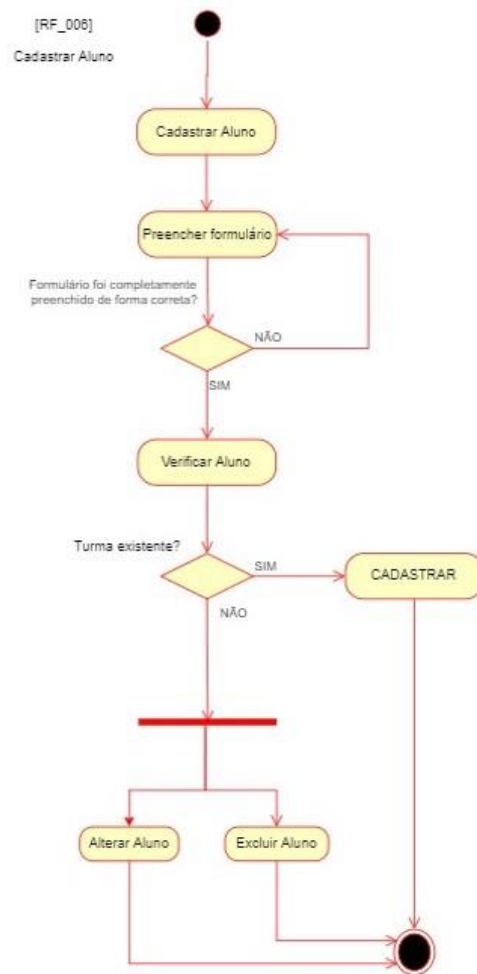 [RF_006]
Cadastrar Aluno
Cadastrar Aluno
Preencher formulário
Formulário foi completamente
preenchido de forma correta?
NÃO
SIM
Verificar Aluno
Turma existente?
SIM
CADASTRAR
NÃO
Alterar Aluno
Excluir Aluno